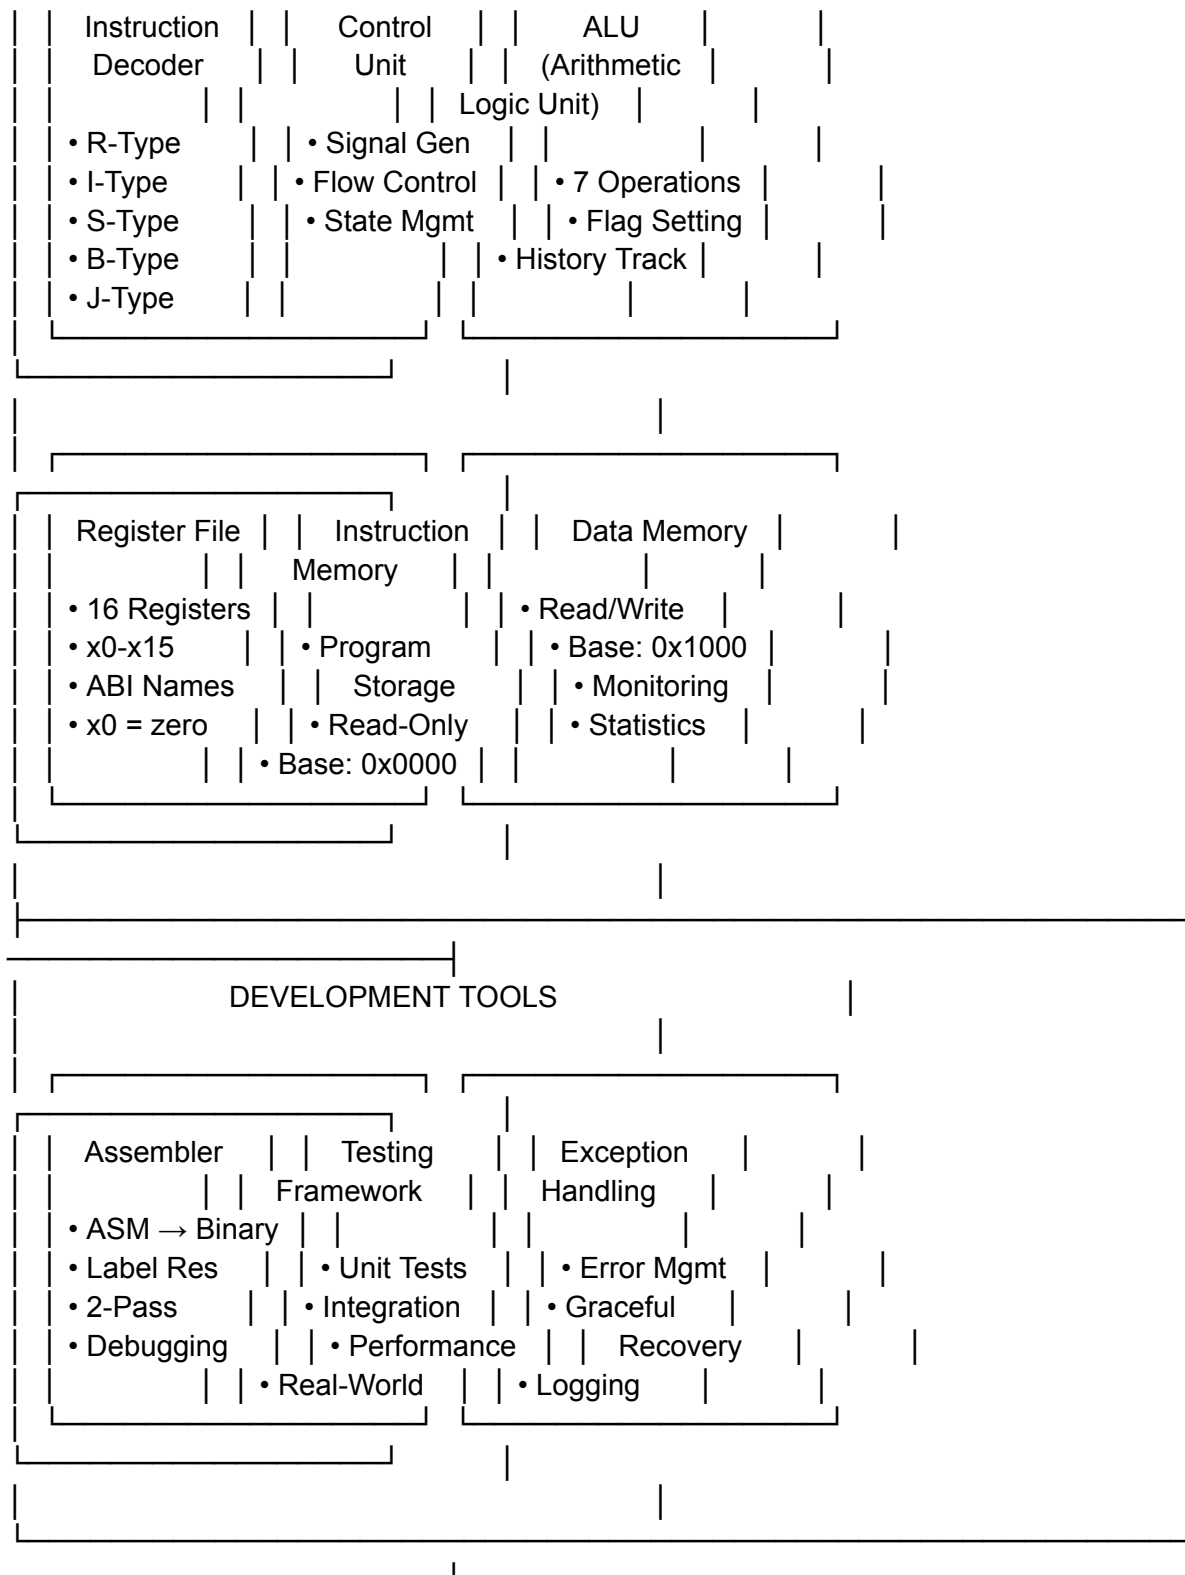 │ │ Instruction │ │ Control │ │ ALU │ │
│ │ Decoder │ │ Unit │ │ (Arithmetic │ │
│ │ │ │ │ │ Logic Unit) │ │
│ │ • R-Type │ │ • Signal Gen │ │ │ │
│ │ • I-Type │ │ • Flow Control │ │ • 7 Operations │ │
│ │ • S-Type │ │ • State Mgmt │ │ • Flag Setting │ │
│ │ • B-Type │ │ │ │ • History Track │ │
│ │ • J-Type │ │ │ │ │ │
│ │ Register File │ │ Instruction │ │ Data Memory │ │
│ │ │ │ Memory │ │ │ │
│ │ • 16 Registers │ │ │ │ • Read/Write │ │
│ │ • x0-x15 │ │ • Program │ │ • Base: 0x1000 │ │
│ │ • ABI Names │ │ Storage │ │ • Monitoring │ │
│ │ • x0 = zero │ │ • Read-Only │ │ • Statistics │ │
│ │ │ │ • Base: 0x0000 │ │ │ │
│ DEVELOPMENT TOOLS │
│ │ Assembler │ │ Testing │ │ Exception │ │
│ │ │ │ Framework │ │ Handling │ │
│ │ • ASM → Binary │ │ │ │ │ │
│ │ • Label Res │ │ • Unit Tests │ │ • Error Mgmt │ │
│ │ • 2-Pass │ │ • Integration │ │ • Graceful │ │
│ │ • Debugging │ │ • Performance │ │ Recovery │ │
│ │ │ │ • Real-World │ │ • Logging │ │